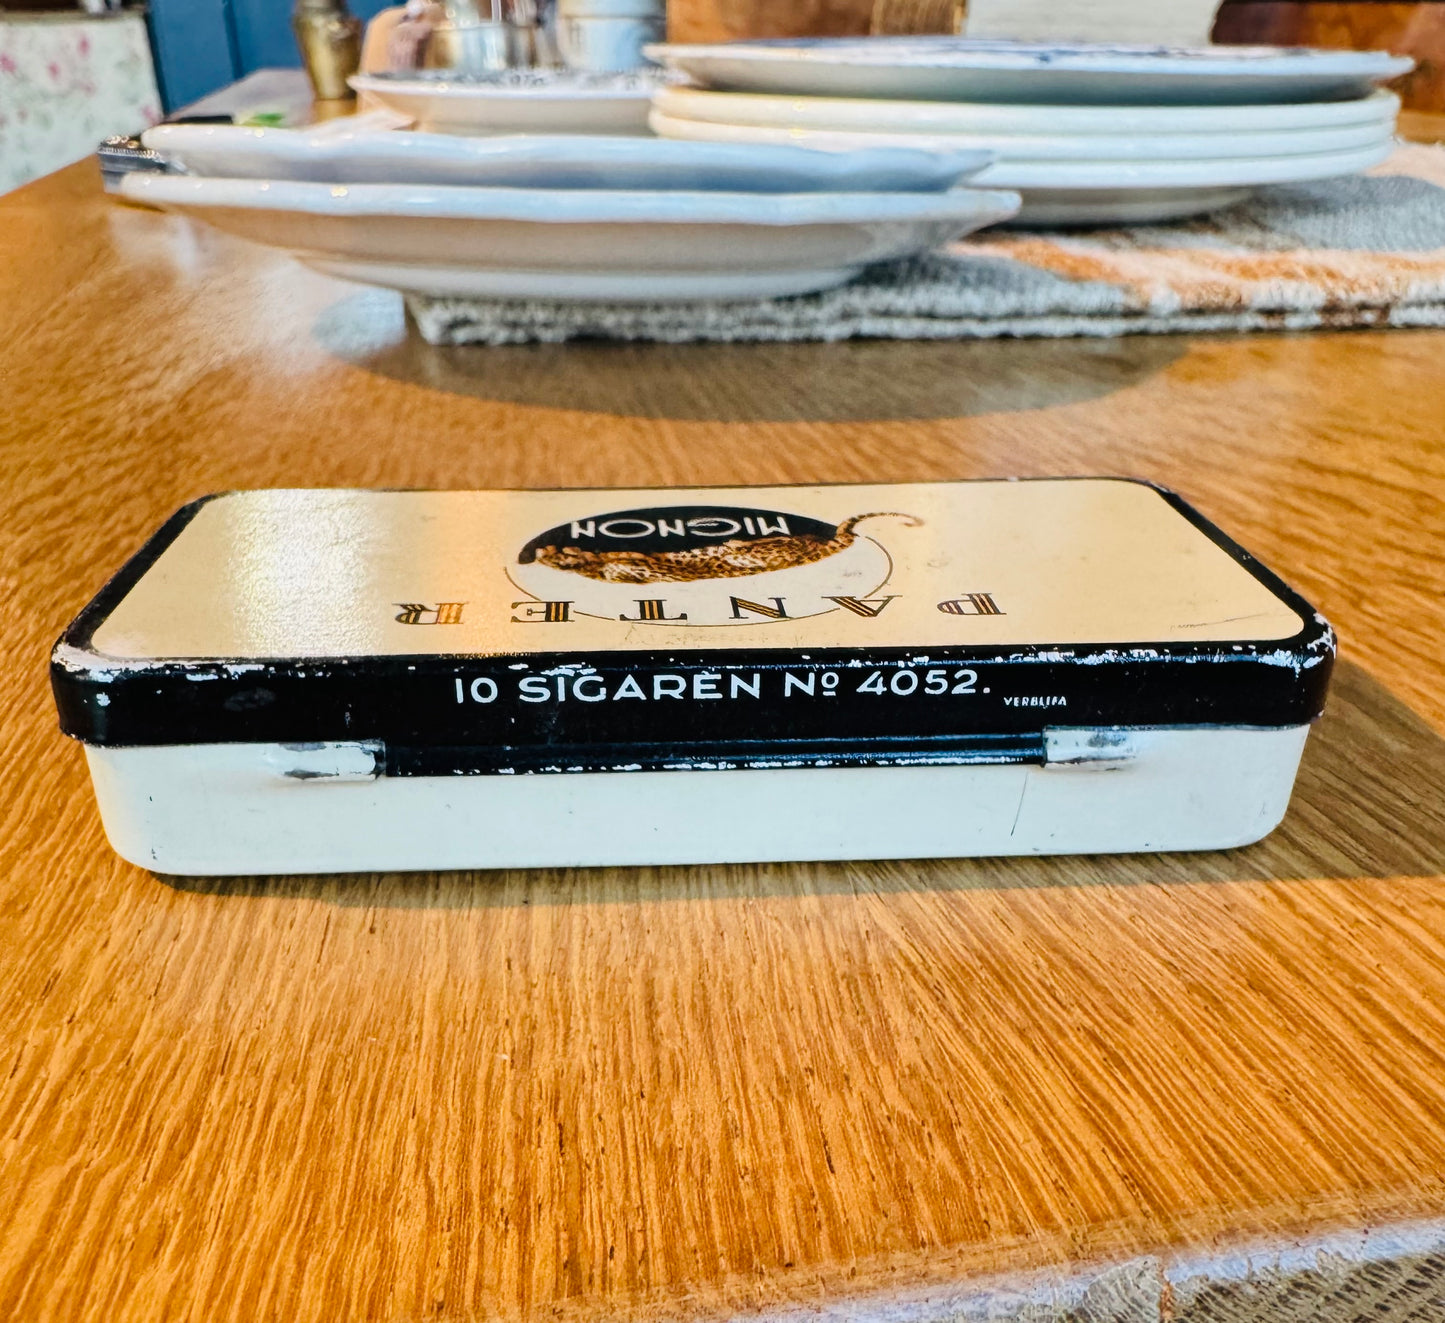 PANTER
MIGNON
10 SIGAREN Nº 4052.
VERBLIFA